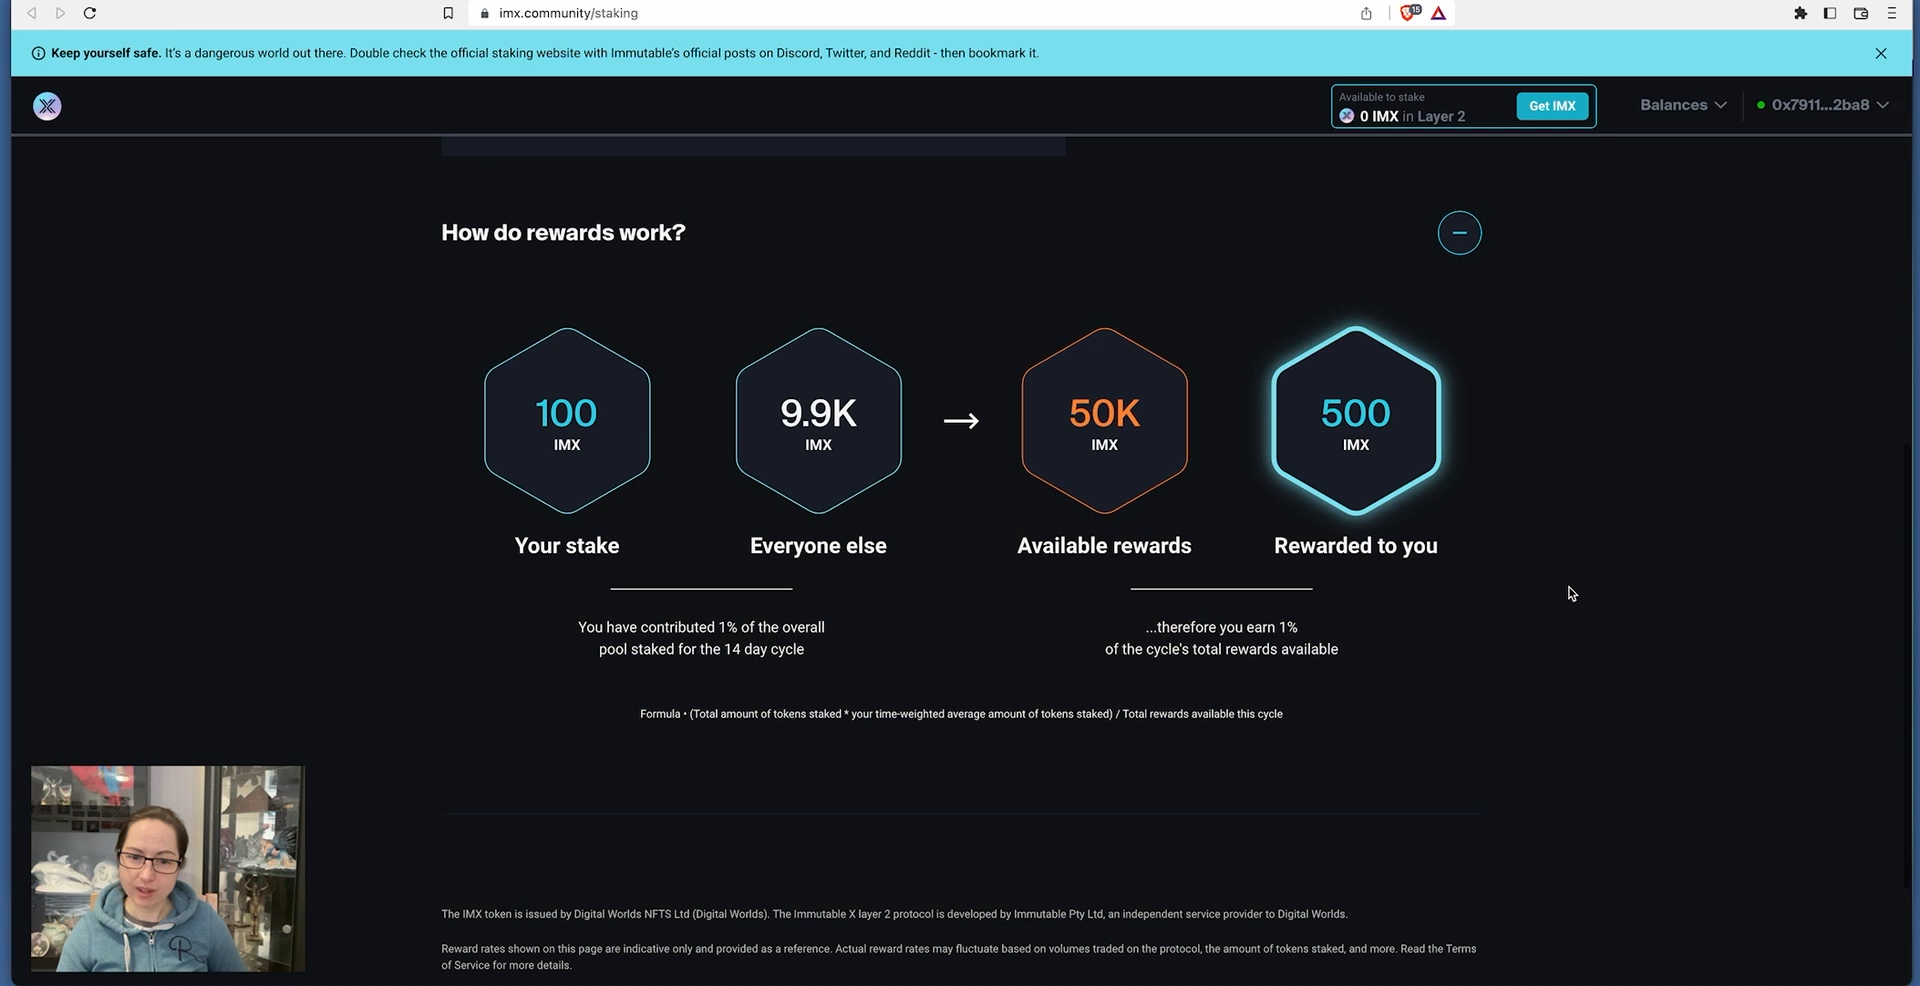 imx.community/staking
15
Keep yourself safe. It's a dangerous world out there. Double check the official staking website with Immutable's official posts on Discord, Twitter, and Reddit - then bookmark it.
Available to stake
0 IMX in Layer 2
Get IMX
Balances
0x7911...2ba8
How do rewards work?
100
IMX
9.9K
IMX
50K
IMX
500
IMX
Your stake
Everyone else
Available rewards
Rewarded to you
You have contributed 1% of the overall
pool staked for the 14 day cycle
...therefore you earn 1%
of the cycle's total rewards available
Formula • (Total amount of tokens staked * your time-weighted average amount of tokens staked) / Total rewards available this cycle
The IMX token is issued by Digital Worlds NFTS Ltd (Digital Worlds). The Immutable X layer 2 protocol is developed by Immutable Pty Ltd, an independent service provider to Digital Worlds.
Reward rates shown on this page are indicative only and provided as a reference. Actual reward rates may fluctuate based on volumes traded on the protocol, the amount of tokens staked, and more. Read the Terms
of Service for more details.